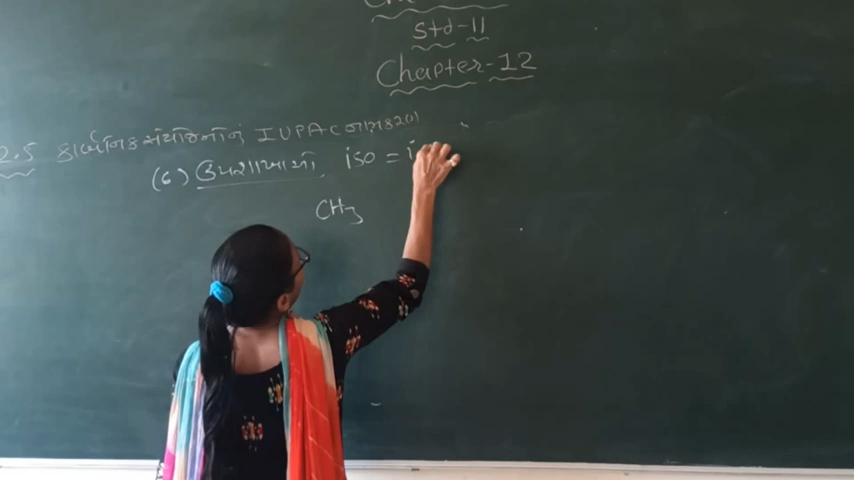 Std-11
Chapter-12
2.5 કાર્બનિક સંયોજનોનું IUPAC નામકરણ
(6) ઉપશાખાઓ iso = i
CH3